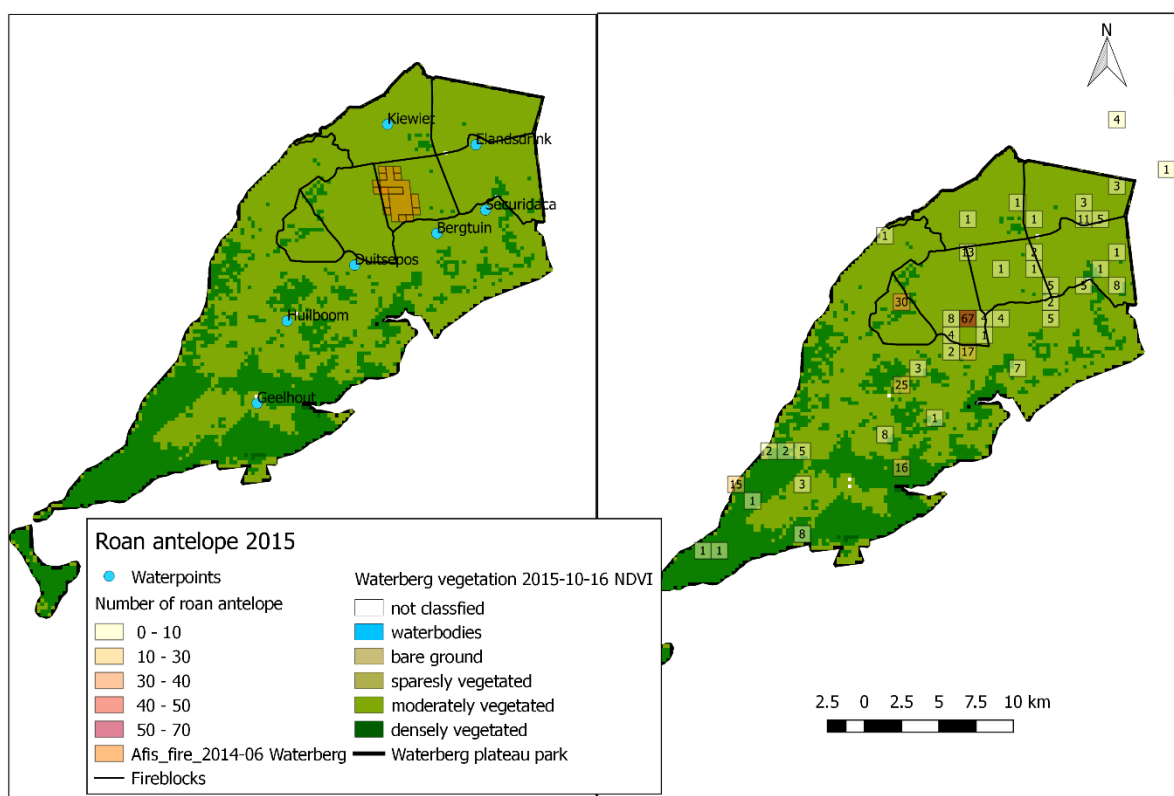 Kiewiet
Elandsdrink
Securidaca
Bergtuin
Duitsepos
Huilboom
Geelhout
Roan antelope 2015
Waterpoints
Number of roan antelope
0 - 10
10 - 30
30 - 40
40 - 50
50 - 70
Afis_fire_2014-06 Waterberg
Fireblocks
Waterberg vegetation 2015-10-16 NDVI
not classfied
waterbodies
bare ground
sparesly vegetated
moderately vegetated
densely vegetated
Waterberg plateau park
N
4
1
3
1 3
1 1 11 5
1
13 2 1
1 1 1
5 5 8
30 2
8 67 4 4 5
4 1
2 17
3 7
25
1
8
2 2 5
16
15 3
1
8
1 1
2.5 0 2.5 5 7.5 10 km